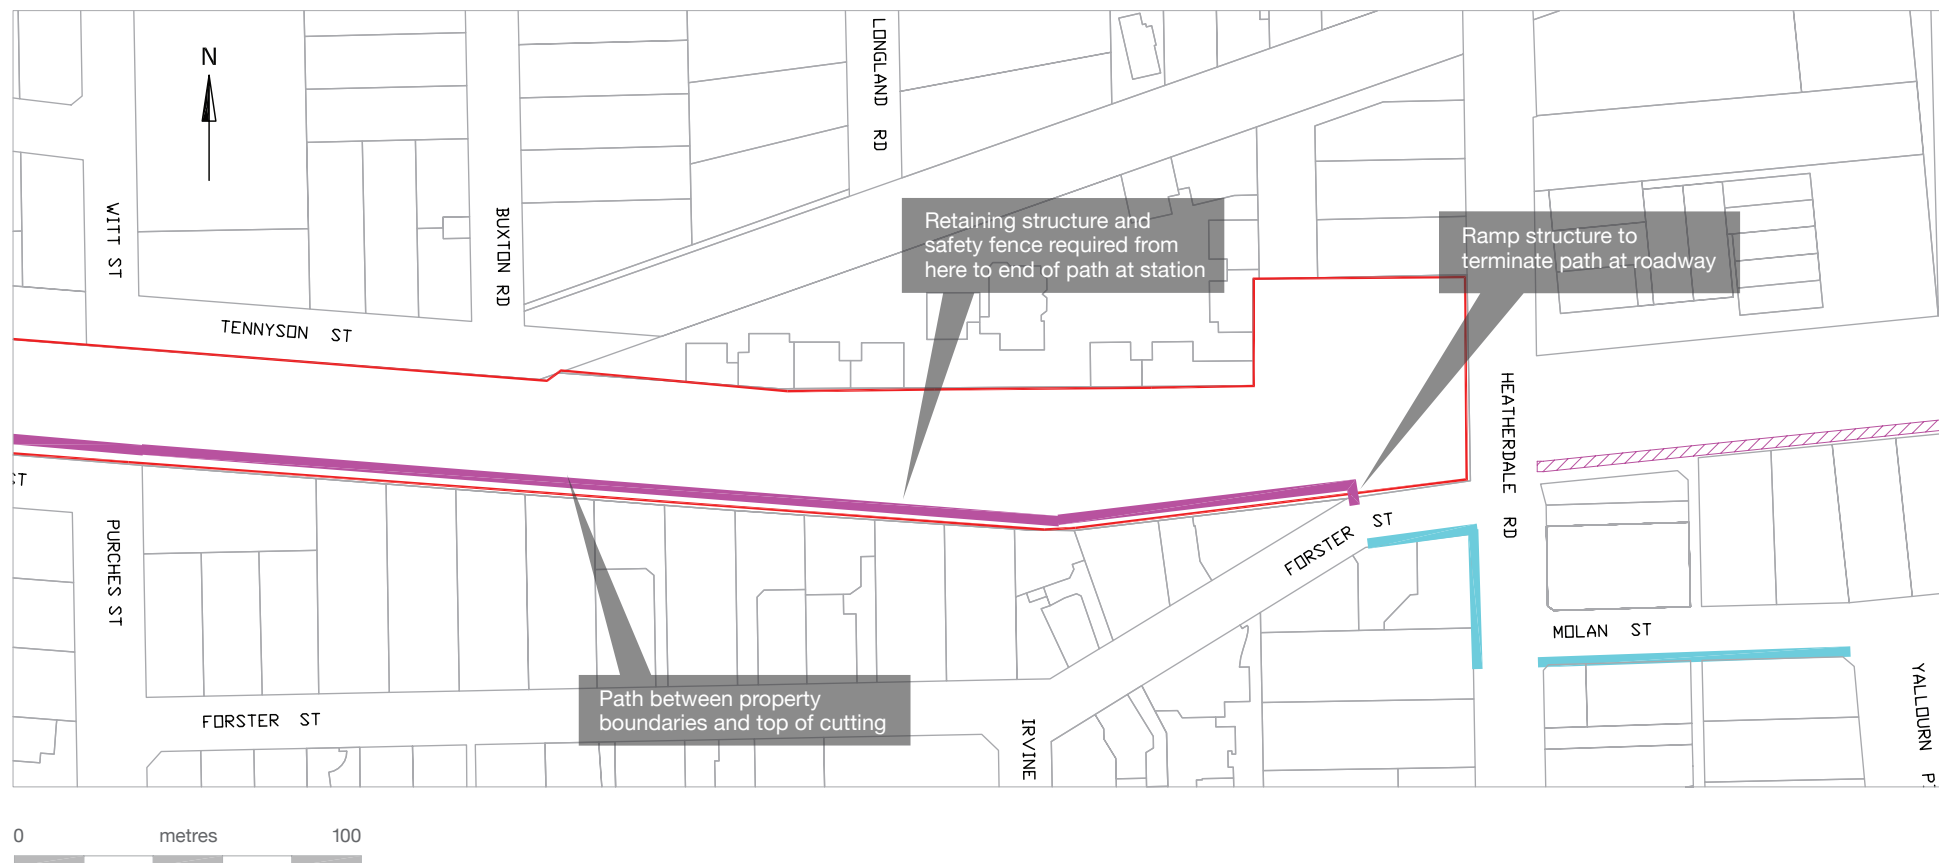 N
LONGLAND RD
WITT ST
BUXTON RD
Retaining structure and
safety fence required from
here to end of path at station
Ramp structure to
terminate path at roadway
TENNYSON ST
HEATHERDALE RD
ST
PURCHES ST
FORSTER ST
MOLAN ST
Path between property
boundaries and top of cutting
FORSTER ST
IRVINE
YALLOURN
0 metres 100